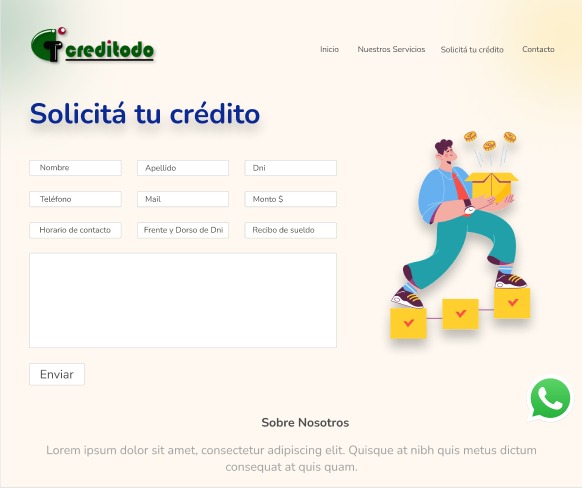 creditodo
Inicio
Nuestros Servicios
Solicitá tu crédito
Contacto
Solicitá tu crédito
Nombre
Apellido
Dni
Teléfono
Mail
Monto $
Horario de contacto
Frente y Dorso de Dni
Recibo de sueldo
Enviar
Sobre Nosotros
Lorem ipsum dolor sit amet, consectetur adipiscing elit. Quisque at nibh quis metus dictum
consequat at quis quam.